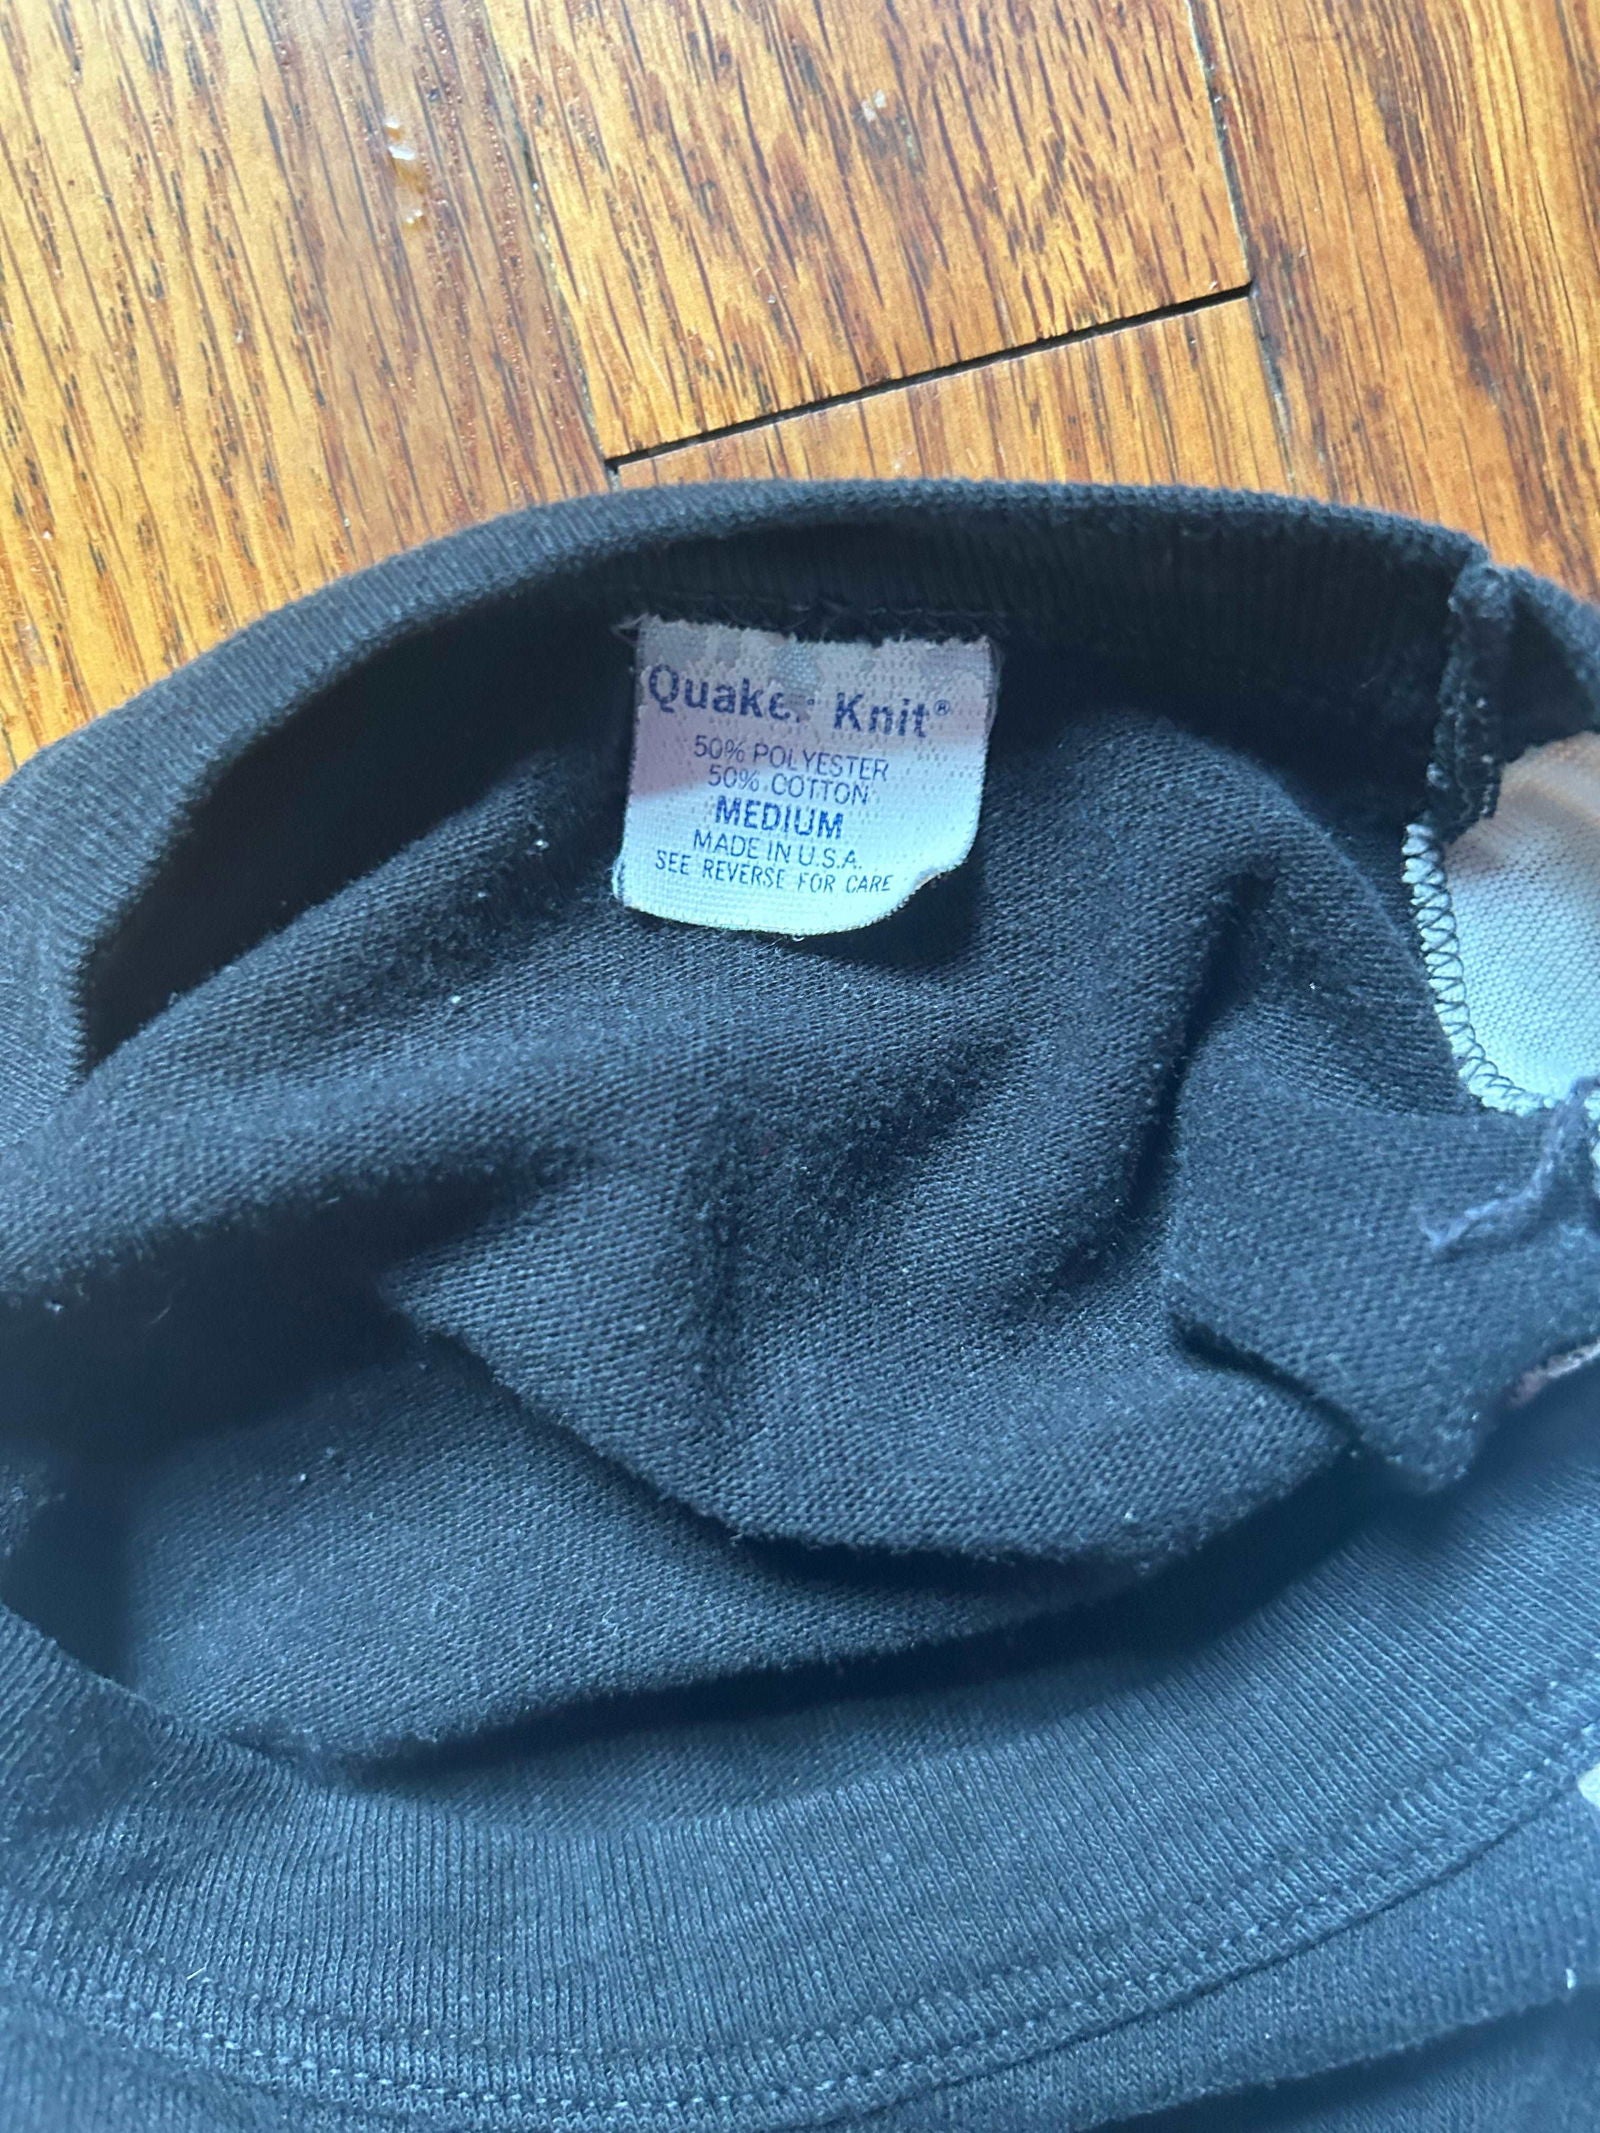 Quaker Knit®
50% POLYESTER
50% COTTON
MEDIUM
MADE IN U.S.A.
SEE REVERSE FOR CARE